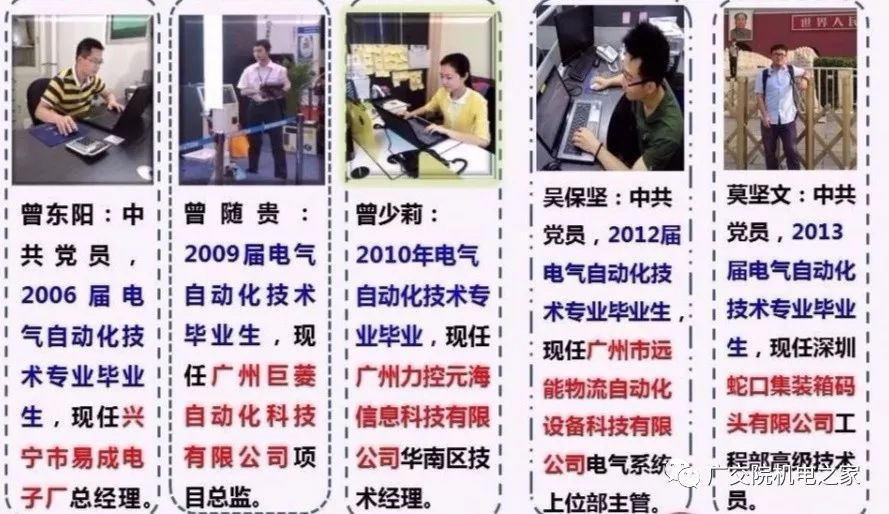 世界人民
曾东阳：中
共党员，
2006届电
气自动化技
术专业毕业
生，现任兴
宁市易成电
子厂总经理。
曾随贵：
2009届电气
自动化技术
毕业生，现
任广州巨菱
自动化科技
有限公司项
目总监。
曾少莉：
2010年电气
自动化技术专
业毕业，现任
广州力控元海
信息科技有限
公司华南区技
术经理。
吴保坚：中共
党员，2012届
电气自动化技
术专业毕业生，
现任广州市远
能物流自动化
设备科技有限
公司电气系统
上位部主管。
莫坚文：中共
党员，2013
届电气自动化
技术专业毕业
生，现任深圳
蛇口集装箱码
头有限公司工
程部高级技术
员。
广交院机电之家